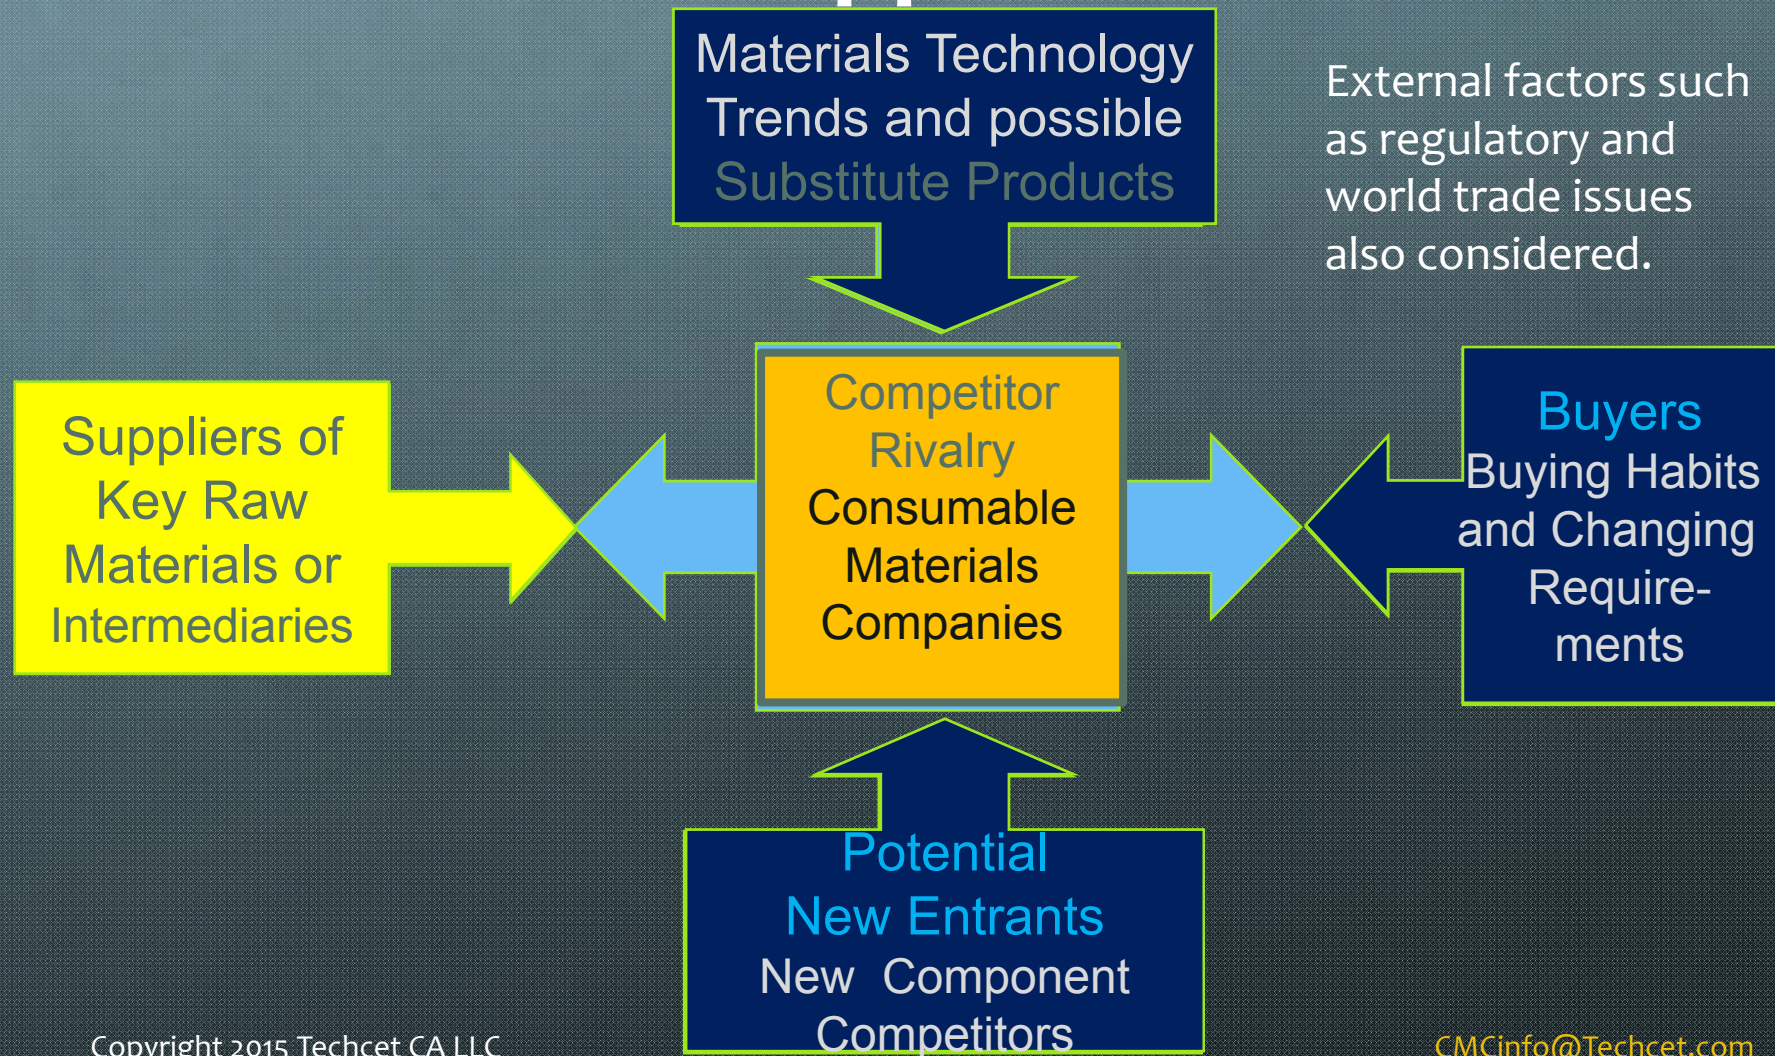 Materials Technology
Trends and possible
Substitute Products
External factors such
as regulatory and
world trade issues
also considered.
Suppliers of
Key Raw
Materials or
Intermediaries
Competitor
Rivalry
Consumable
Materials
Companies
Buyers
Buying Habits
and Changing
Require-
ments
Potential
New Entrants
New Component
Competitors
Copyright 2015 Techcet CA LLC
CMCinfo@Techcet.com